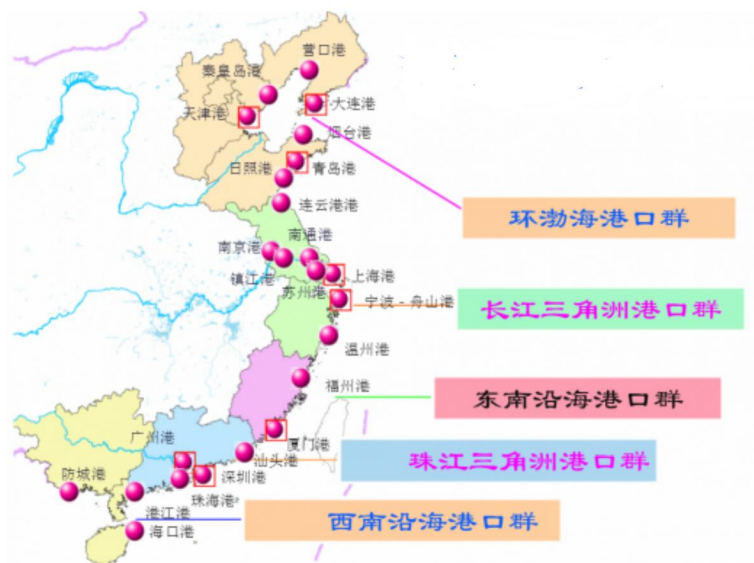 营口港
秦皇岛港
大连港
天津港
烟台港
日照港
青岛港
连云港港
环渤海港口群
南京港
南通港
镇江港
上海港
苏州港
宁波-舟山港
长江三角洲港口群
温州港
福州港
东南沿海港口群
广州港
厦门港
汕头港
珠江三角洲港口群
防城港
深圳港
珠海港
港江港
西南沿海港口群
海口港